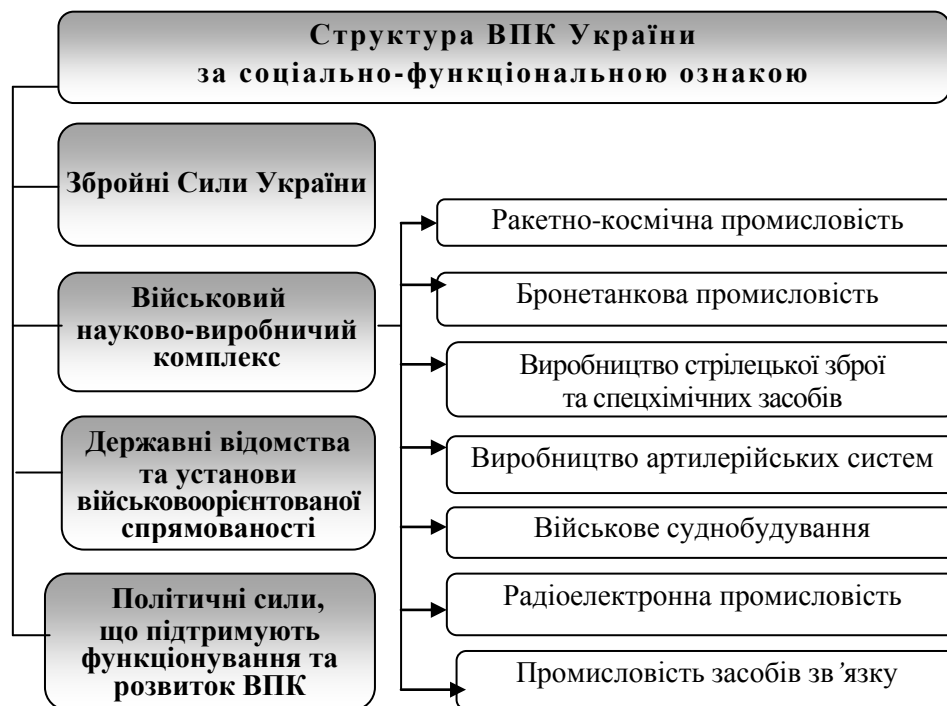 Структура ВПК України
за соціально-функціональною ознакою
Збройні Сили України
Військовий
науково-виробничий
комплекс
Державні відомства
та установи
військовоорієнтованої
спрямованості
Політичні сили,
що підтримують
функціонування та
розвиток ВПК
Ракетно-космічна промисловість
Бронетанкова промисловість
Виробництво стрілецької зброї
та спецхімічних засобів
Виробництво артилерійських систем
Військове суднобудування
Радіоелектронна промисловість
Промисловість засобів зв’язку